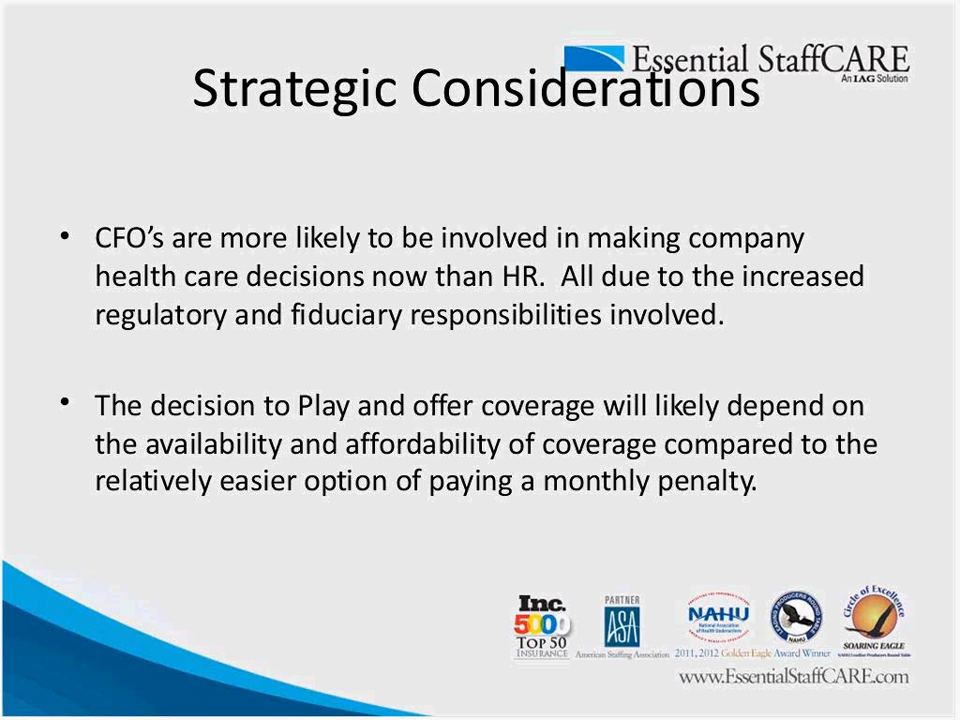 Essential StaffCARE
An IAG Solution
Strategic Considerations
• CFO’s are more likely to be involved in making company
health care decisions now than HR.  All due to the increased
regulatory and fiduciary responsibilities involved.
• The decision to Play and offer coverage will likely depend on
the availability and affordability of coverage compared to the
relatively easier option of paying a monthly penalty.
Inc.
5000
TOP 50
INSURANCE
PARTNER
ASA
American Staffing Association
NAHU
National Association
of Health Underwriters
LEADING PRODUCERS ROUND TABLE
NAHU
2011, 2012 Golden Eagle Award Winner
Circle of Excellence
SOARING EAGLE
NAHU Leading Producers Round Table
www.EssentialStaffCARE.com